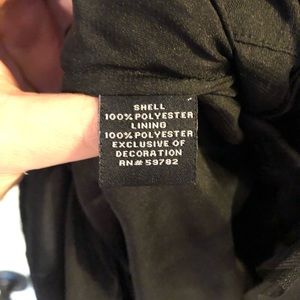 SHELL
100% POLYESTER
LINING
100% POLYESTER
EXCLUSIVE OF
DECORATION
RN# 59782